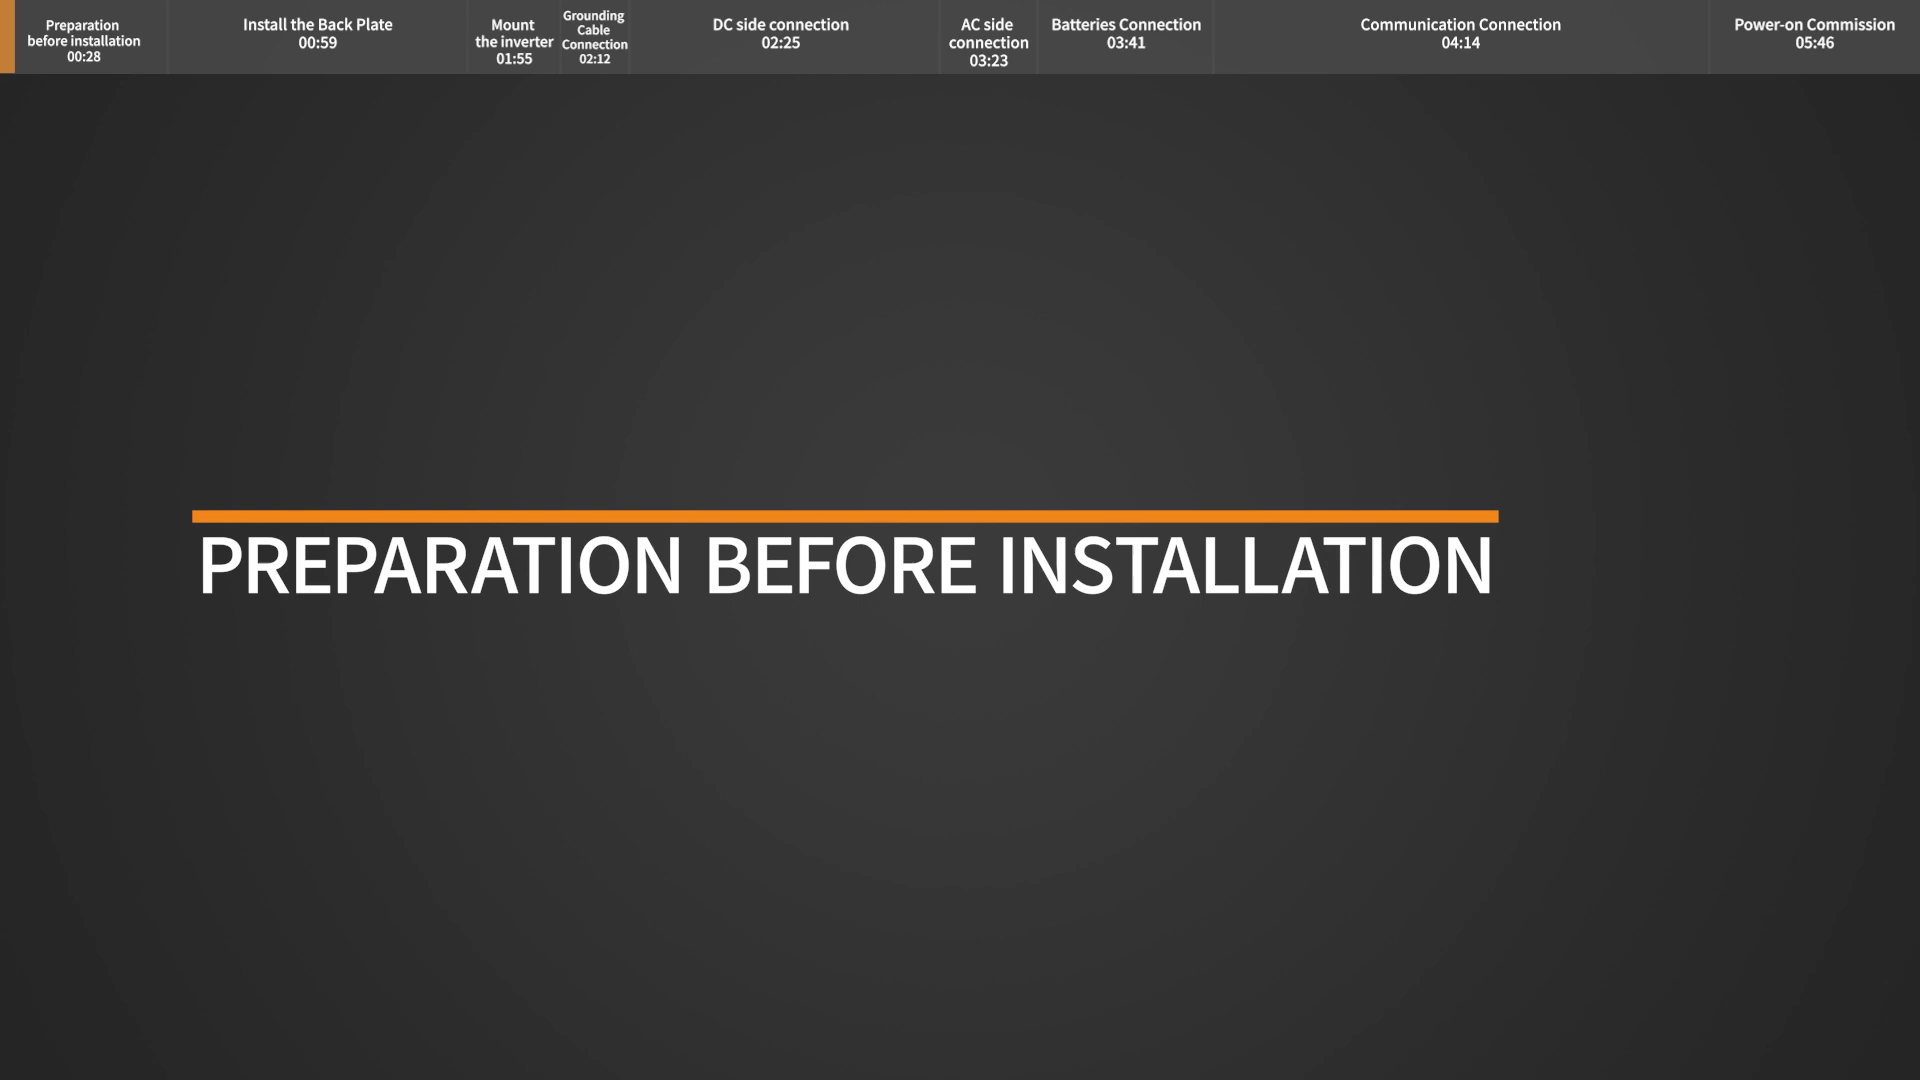 Preparation
before installation
00:28
Install the Back Plate
00:59
Mount
the inverter
01:55
Grounding
Cable
Connection
02:12
DC side connection
02:25
AC side
connection
03:23
Batteries Connection
03:41
Communication Connection
04:14
Power-on Commission
05:46
PREPARATION BEFORE INSTALLATION